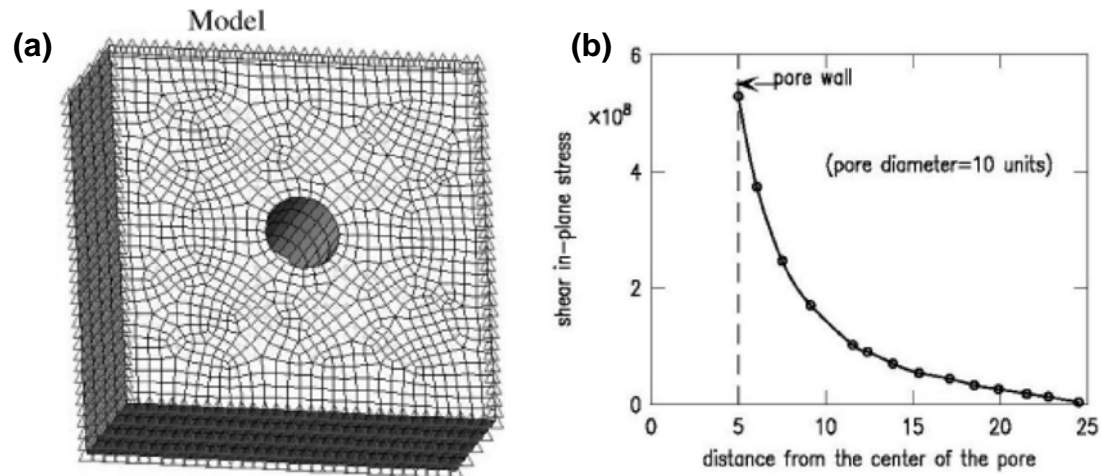 Model
(a)
(b)
6
pore wall
×10⁸
4
(pore diameter=10 units)
shear in-plane stress
2
0
0 5 10 15 20 25
distance from the center of the pore